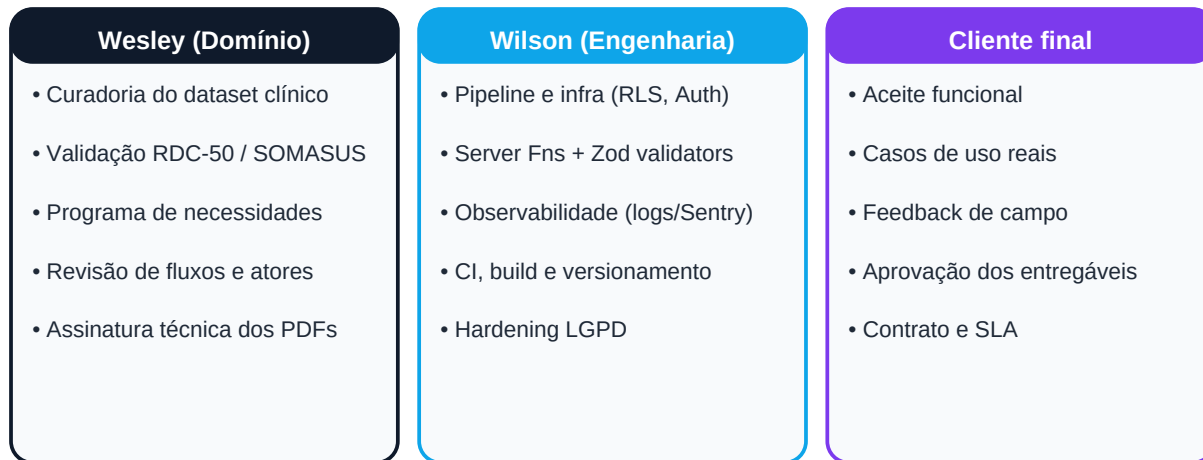 Wesley (Domínio)
• Curadoria do dataset clínico
• Validação RDC-50 / SOMASUS
• Programa de necessidades
• Revisão de fluxos e atores
• Assinatura técnica dos PDFs
Wilson (Engenharia)
• Pipeline e infra (RLS, Auth)
• Server Fns + Zod validators
• Observabilidade (logs/Sentry)
• CI, build e versionamento
• Hardening LGPD
Cliente final
• Aceite funcional
• Casos de uso reais
• Feedback de campo
• Aprovação dos entregáveis
• Contrato e SLA